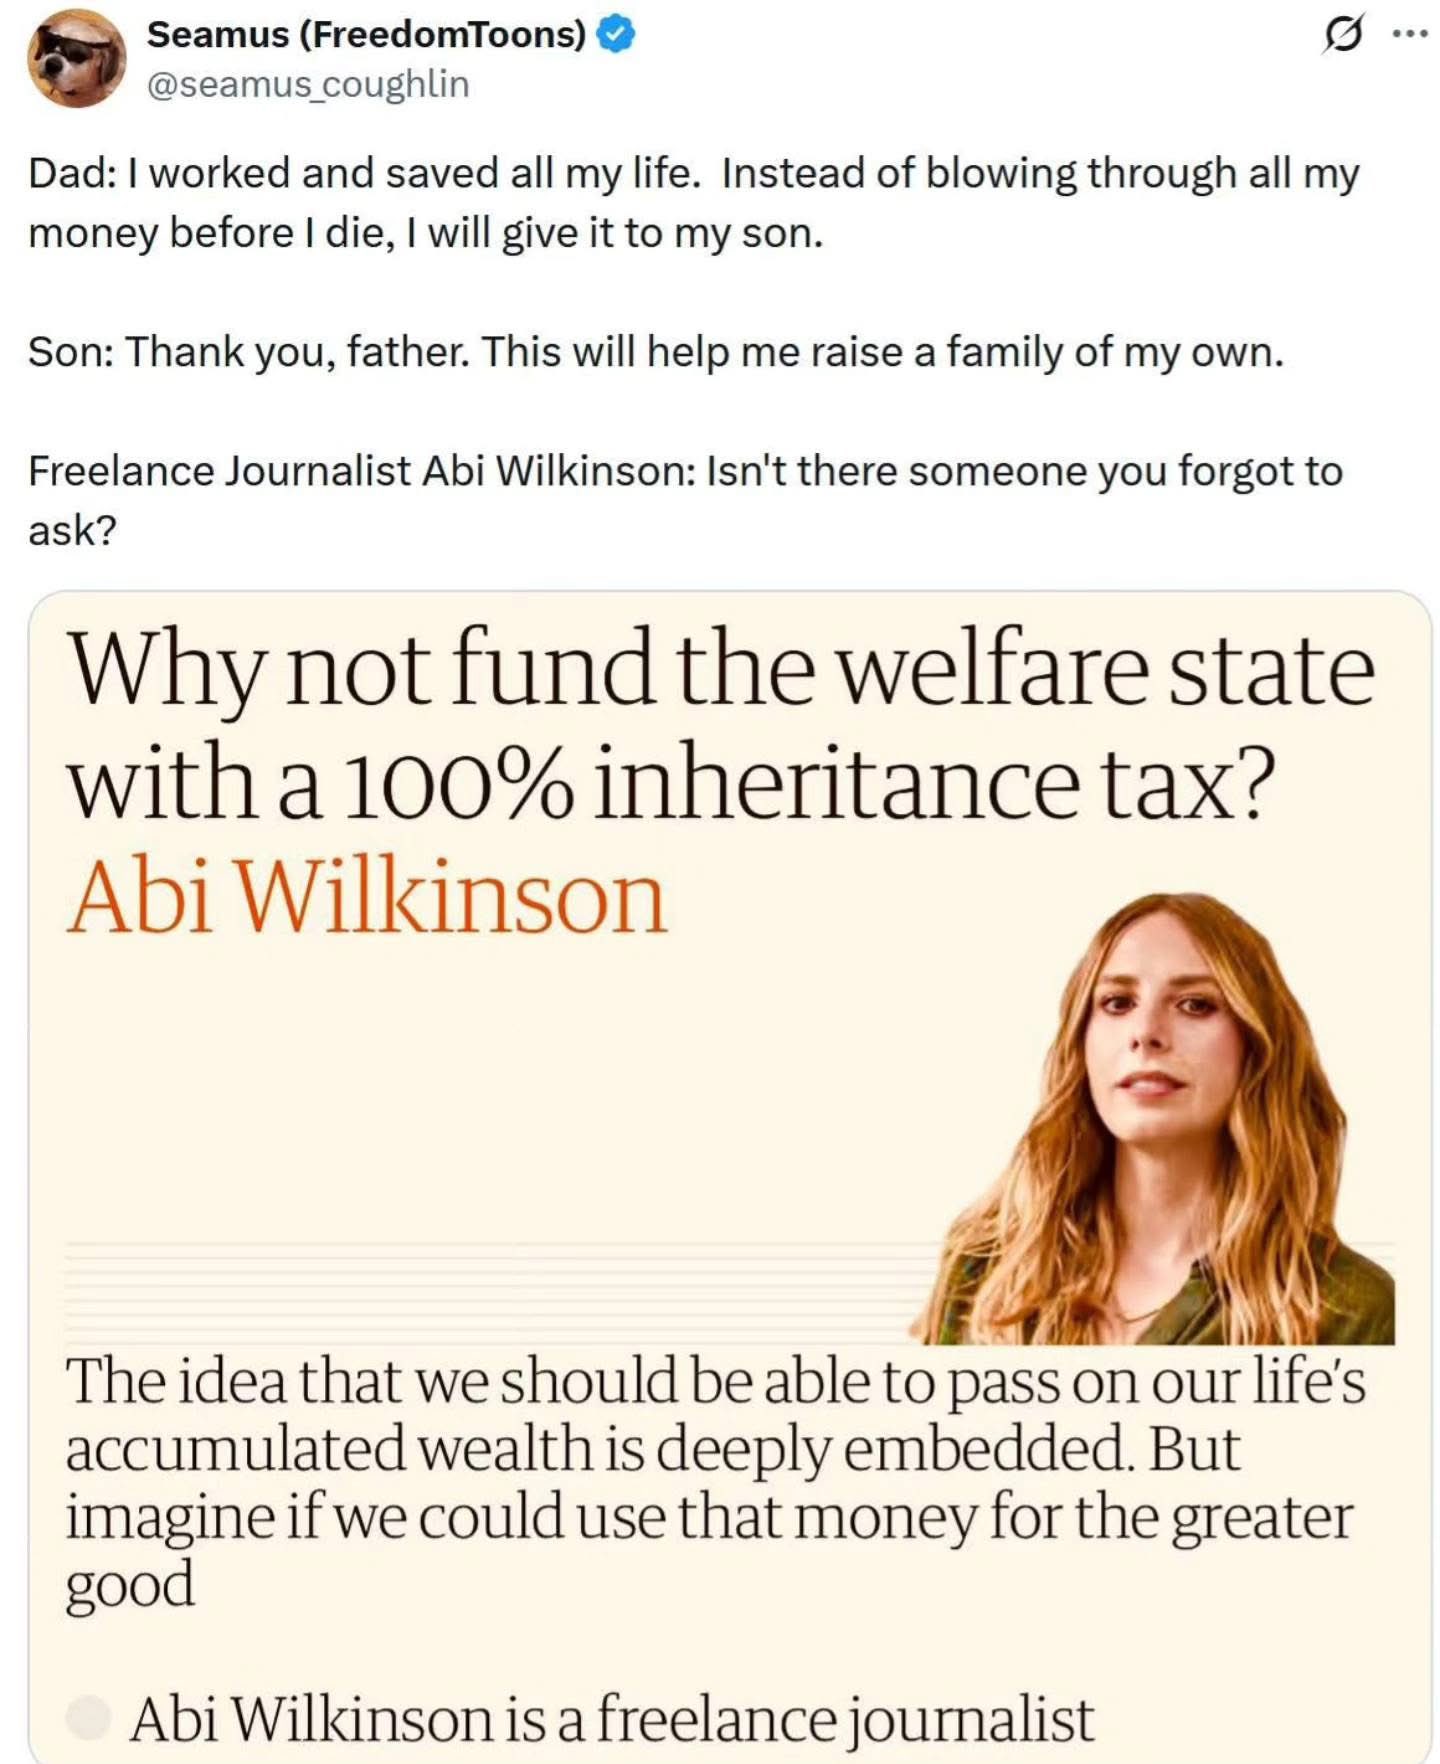 Seamus (FreedomToons)
@seamus_coughlin
Dad: I worked and saved all my life.  Instead of blowing through all my
money before I die, I will give it to my son.
Son: Thank you, father. This will help me raise a family of my own.
Freelance Journalist Abi Wilkinson: Isn't there someone you forgot to
ask?
Why not fund the welfare state
with a 100% inheritance tax?
Abi Wilkinson
The idea that we should be able to pass on our life's
accumulated wealth is deeply embedded. But
imagine if we could use that money for the greater
good
Abi Wilkinson is a freelance journalist